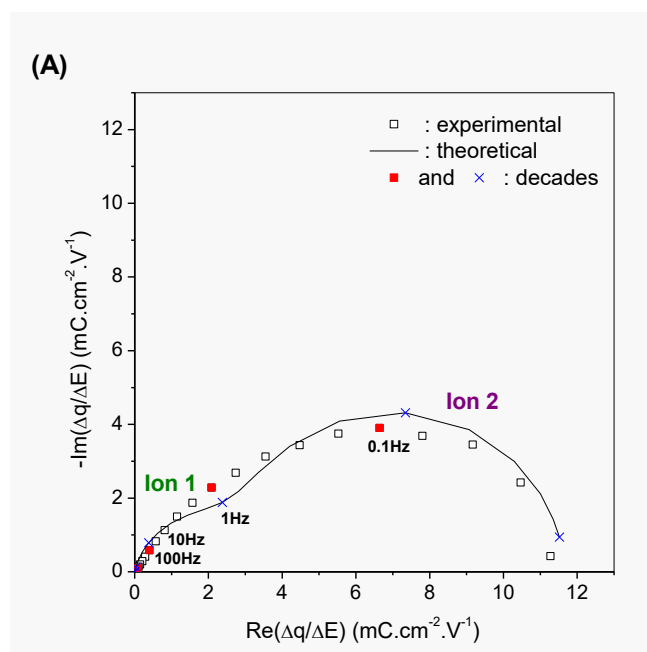 (A)
□ : experimental
—— : theoretical
■ and × : decades
-Im(Δq/ΔE) (mC.cm⁻².V⁻¹)
12
10
8
6
4
2
0
Ion 2
Ion 1
0.1Hz
1Hz
10Hz
100Hz
0 2 4 6 8 10 12
Re(Δq/ΔE) (mC.cm⁻².V⁻¹)